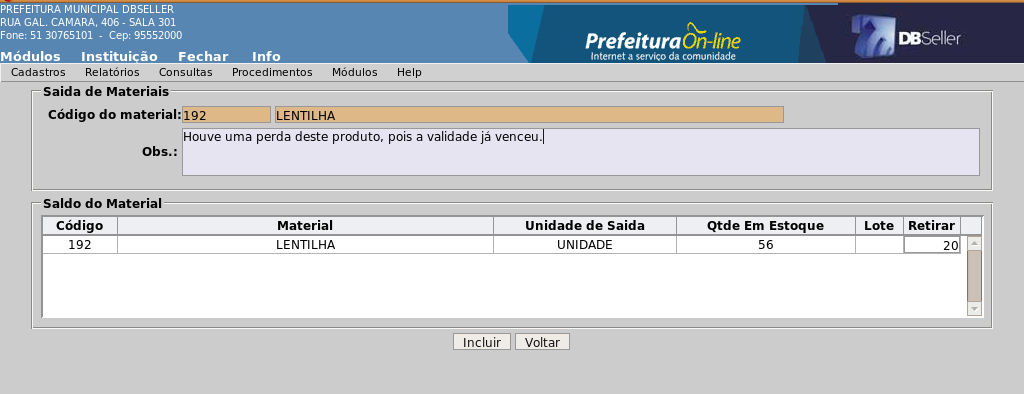 PREFEITURA MUNICIPAL DBSELLER
RUA GAL. CAMARA, 406 - SALA 301
Fone: 51 30765101 - Cep: 95552000
Prefeitura On-line
Internet a serviço da comunidade
DBSeller
Módulos Instituição Fechar Info
Cadastros Relatórios Consultas Procedimentos Módulos Help
Saida de Materiais
Código do material: 192 LENTILHA
Obs.: Houve uma perda deste produto, pois a validade já venceu.
Saldo do Material
Código Material Unidade de Saida Qtde Em Estoque Lote Retirar
192 LENTILHA UNIDADE 56 20
Incluir Voltar